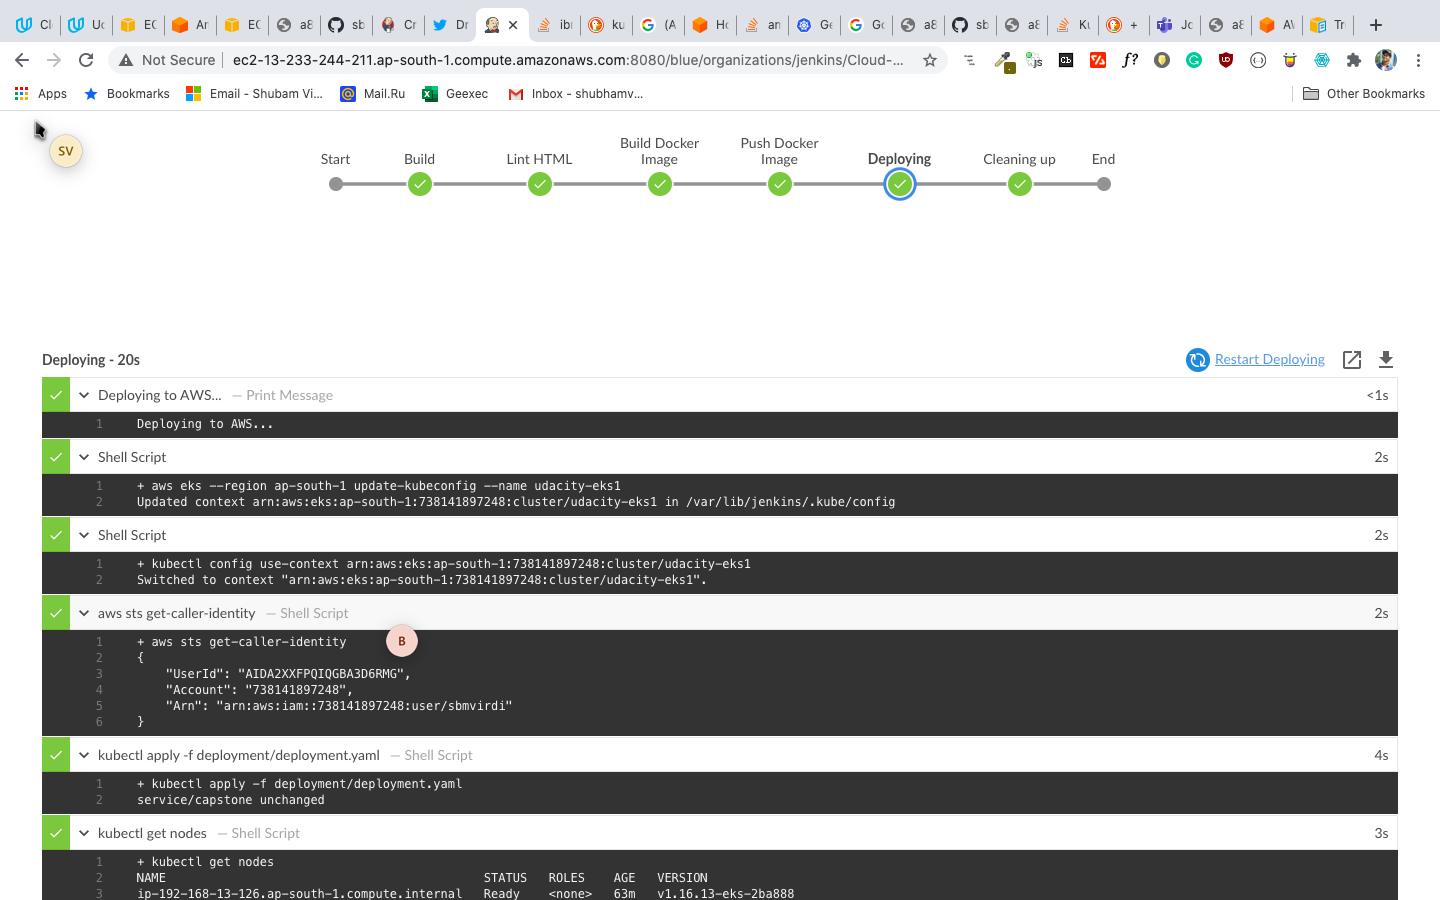 Cl
Uc
EC
Ar
EC
a8
sb
Cr
Dr
ibr
ku
(A
Ho
an
Ge
Go
a8
sb
a8
Ku
+
Jo
a8
AV
Tr
Not Secure
ec2-13-233-244-211.ap-south-1.compute.amazonaws.com:8080/blue/organizations/jenkins/Cloud-...
Apps
Bookmarks
Email - Shubam Vi...
Mail.Ru
Geexec
Inbox - shubhamv...
Other Bookmarks
SV
Start
Build
Lint HTML
Build Docker
Image
Push Docker
Image
Deploying
Cleaning up
End
Deploying - 20s
Restart Deploying
Deploying to AWS... — Print Message <1s
1 Deploying to AWS...
Shell Script 2s
1 + aws eks --region ap-south-1 update-kubeconfig --name udacity-eks1
2 Updated context arn:aws:eks:ap-south-1:738141897248:cluster/udacity-eks1 in /var/lib/jenkins/.kube/config
Shell Script 2s
1 + kubectl config use-context arn:aws:eks:ap-south-1:738141897248:cluster/udacity-eks1
2 Switched to context "arn:aws:eks:ap-south-1:738141897248:cluster/udacity-eks1".
aws sts get-caller-identity — Shell Script 2s
B
1 + aws sts get-caller-identity
2 {
3 "UserId": "AIDA2XXFPQIQGBA3D6RMG",
4 "Account": "738141897248",
5 "Arn": "arn:aws:iam::738141897248:user/sbmvirdi"
6 }
kubectl apply -f deployment/deployment.yaml — Shell Script 4s
1 + kubectl apply -f deployment/deployment.yaml
2 service/capstone unchanged
kubectl get nodes — Shell Script 3s
1 + kubectl get nodes
2 NAME STATUS ROLES AGE VERSION
3 ip-192-168-13-126.ap-south-1.compute.internal Ready <none> 63m v1.16.13-eks-2ba888